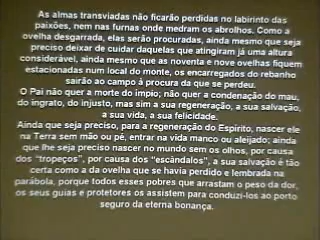 As almas transviadas não ficarão perdidas no labirinto das
paixões, nem nas furnas onde medram os abrolhos. Como a
ovelha desgarrada, elas serão procuradas, ainda mesmo que seja
preciso deixar de cuidar daquelas que atingiram já uma altura
considerável, ainda mesmo que as noventa e nove ovelhas fiquem
estacionadas num local do monte, os encarregados do rebanho
sairão ao campo à procura da que se perdeu.
O Pai não quer a morte do ímpio; não quer a condenação do mau,
do ingrato, do injusto, mas sim a sua regeneração, a sua salvação,
a sua vida, a sua felicidade.
Ainda que seja preciso, para a regeneração do Espírito, nascer ele
na Terra sem mão ou pé, entrar na vida manco ou aleijado; ainda
que lhe seja preciso nascer no mundo sem os olhos, por causa
dos "tropeços", por causa dos "escândalos", a sua salvação é tão
certa como a da ovelha que se havia perdido e lembrada na
parábola, porque todos esses pobres que arrastam o peso da dor,
os seus guias e protetores os assistem para conduzi-los ao porto
seguro da eterna bonança.